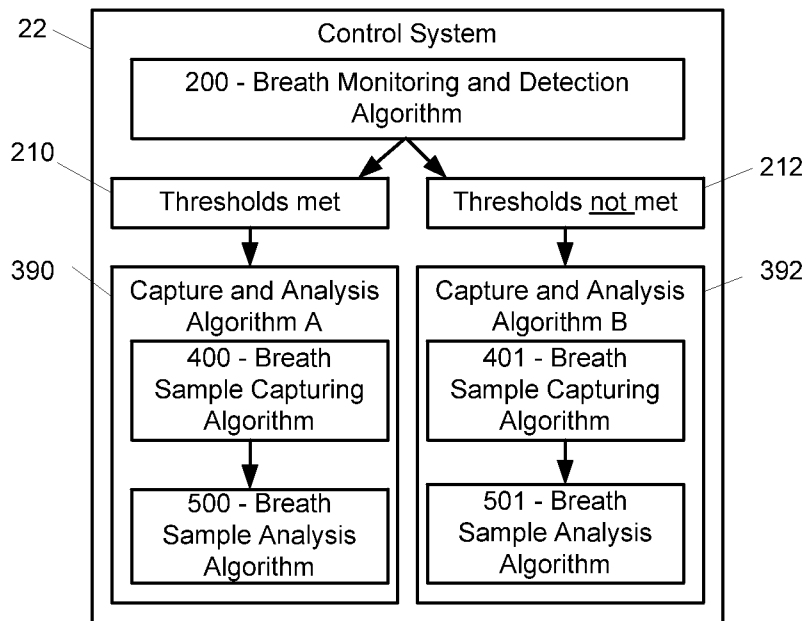 22
Control System
200 - Breath Monitoring and Detection
Algorithm
210
Thresholds met
212
Thresholds not met
390
Capture and Analysis
Algorithm A
400 - Breath
Sample Capturing
Algorithm
500 - Breath
Sample Analysis
Algorithm
392
Capture and Analysis
Algorithm B
401 - Breath
Sample Capturing
Algorithm
501 - Breath
Sample Analysis
Algorithm